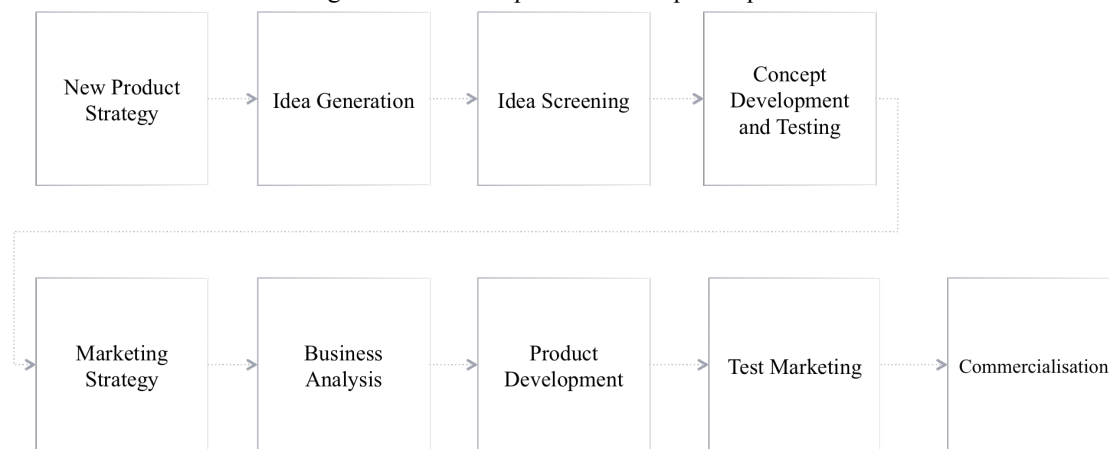 New Product
Strategy
Idea Generation
Idea Screening
Concept
Development
and Testing
Marketing
Strategy
Business
Analysis
Product
Development
Test Marketing
Commercialisation